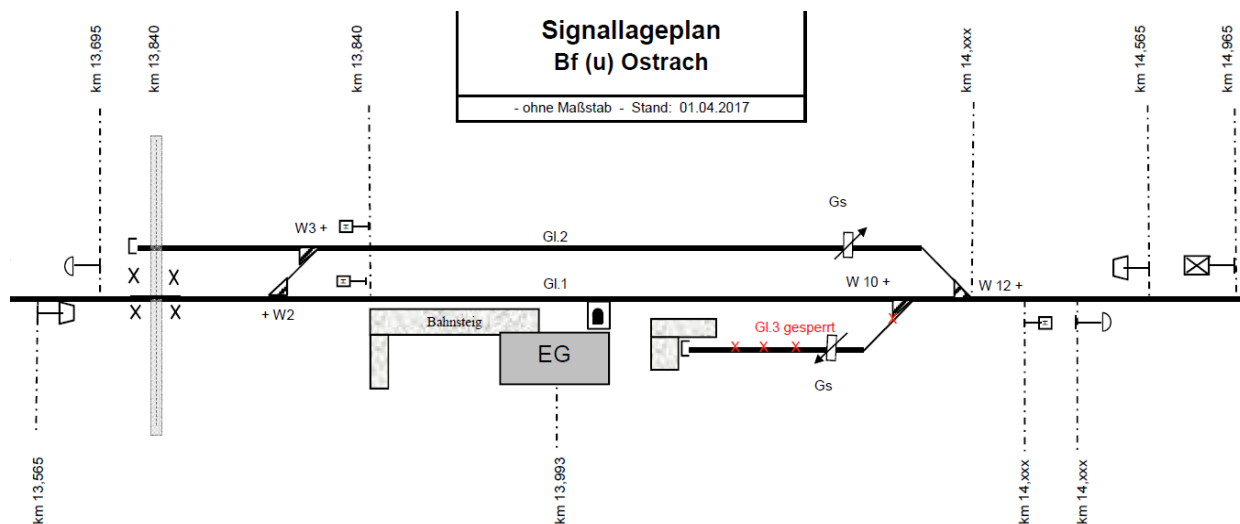 Signallageplan
Bf (u) Ostrach
- ohne Maßstab - Stand: 01.04.2017
km 13,695
km 13,840
km 13,840
km 14,xxx
km 14,565
km 14,965
W3 +
H
Gl.2
Gs
H
Gl.1
W 10 +
W 12 +
+ W2
Bahnsteig
EG
Gl.3 gesperrt
Gs
H
km 13,565
km 13,993
km 14,xxx
km 14,xxx